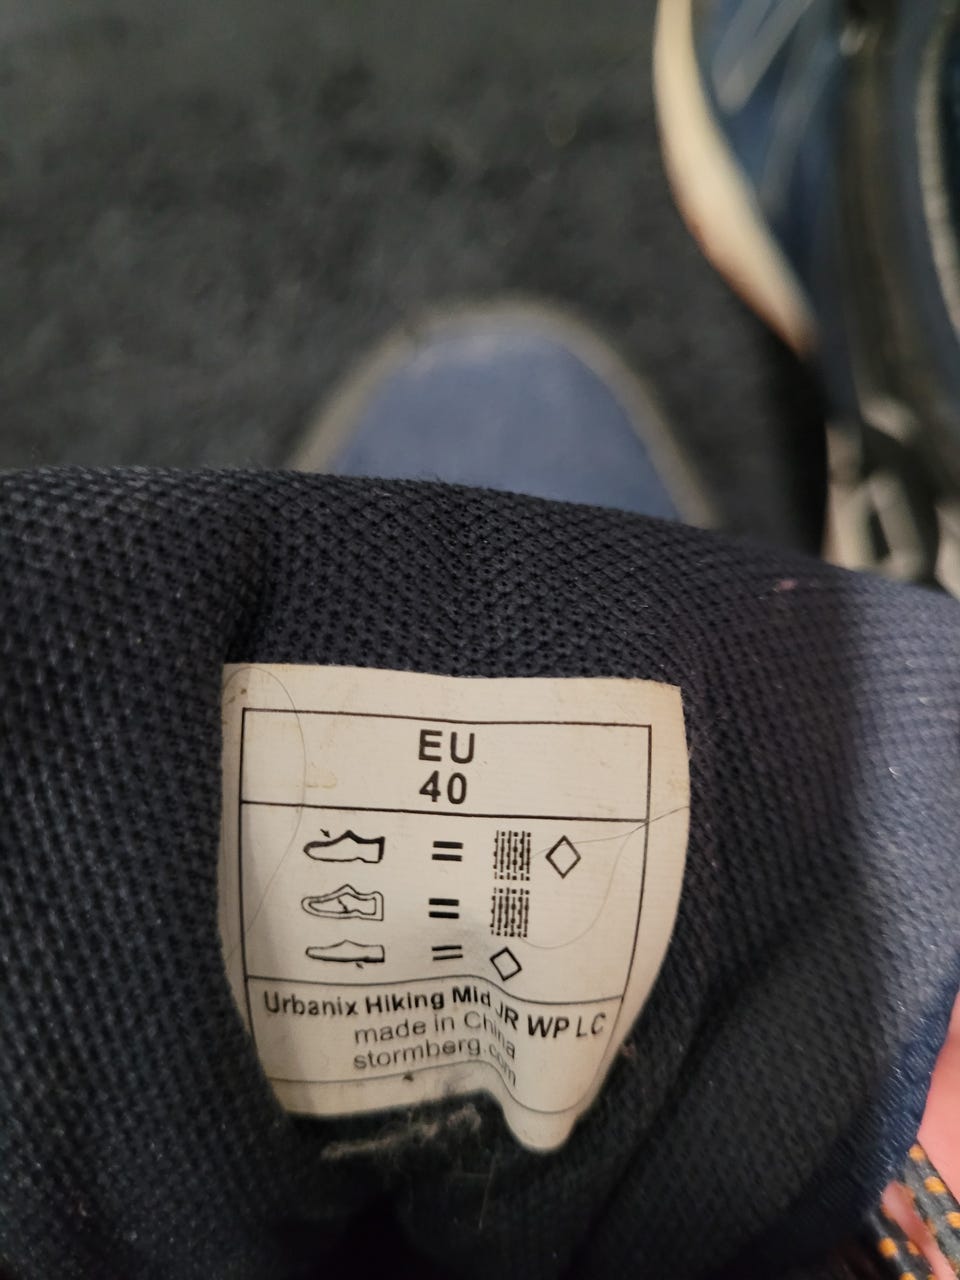 EU
40
=
=
=
Urbanix Hiking Mid JR WP LC
made in China
stormberg.com